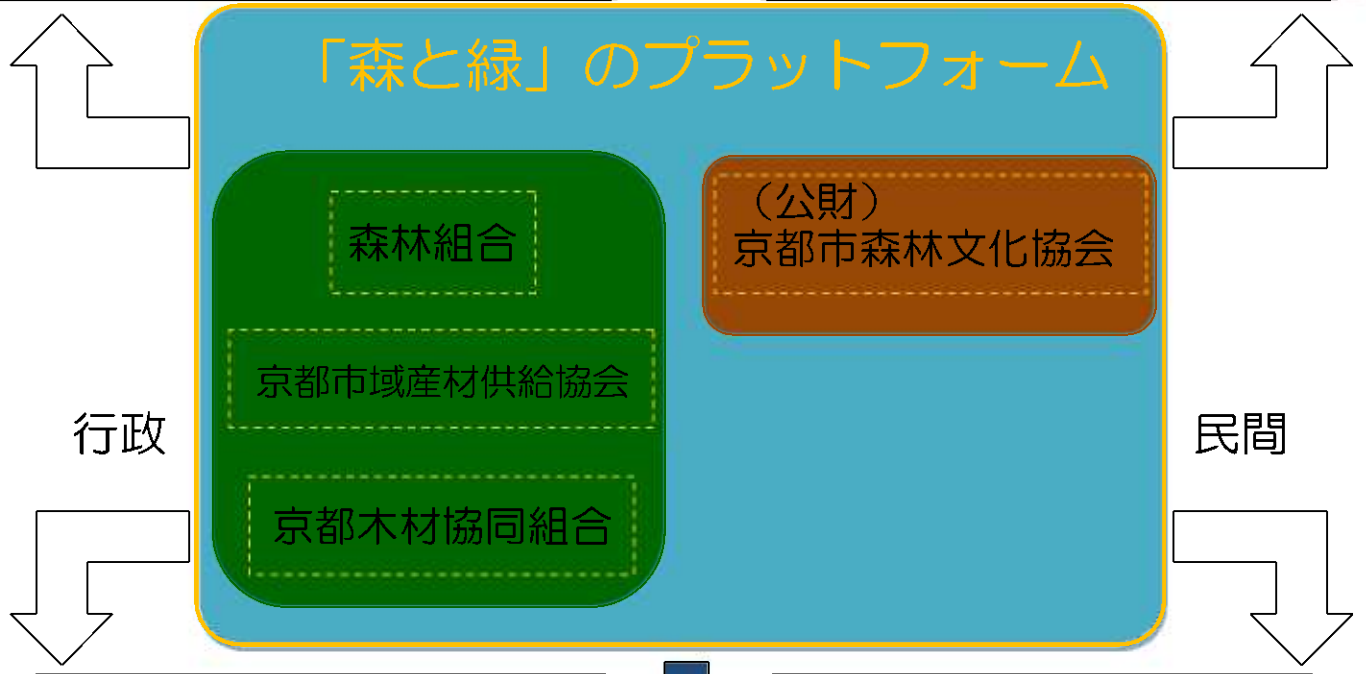 「森と緑」のプラットフォーム
森林組合
京都市域産材供給協会
京都木材協同組合
（公財）
京都市森林文化協会
行政
民間